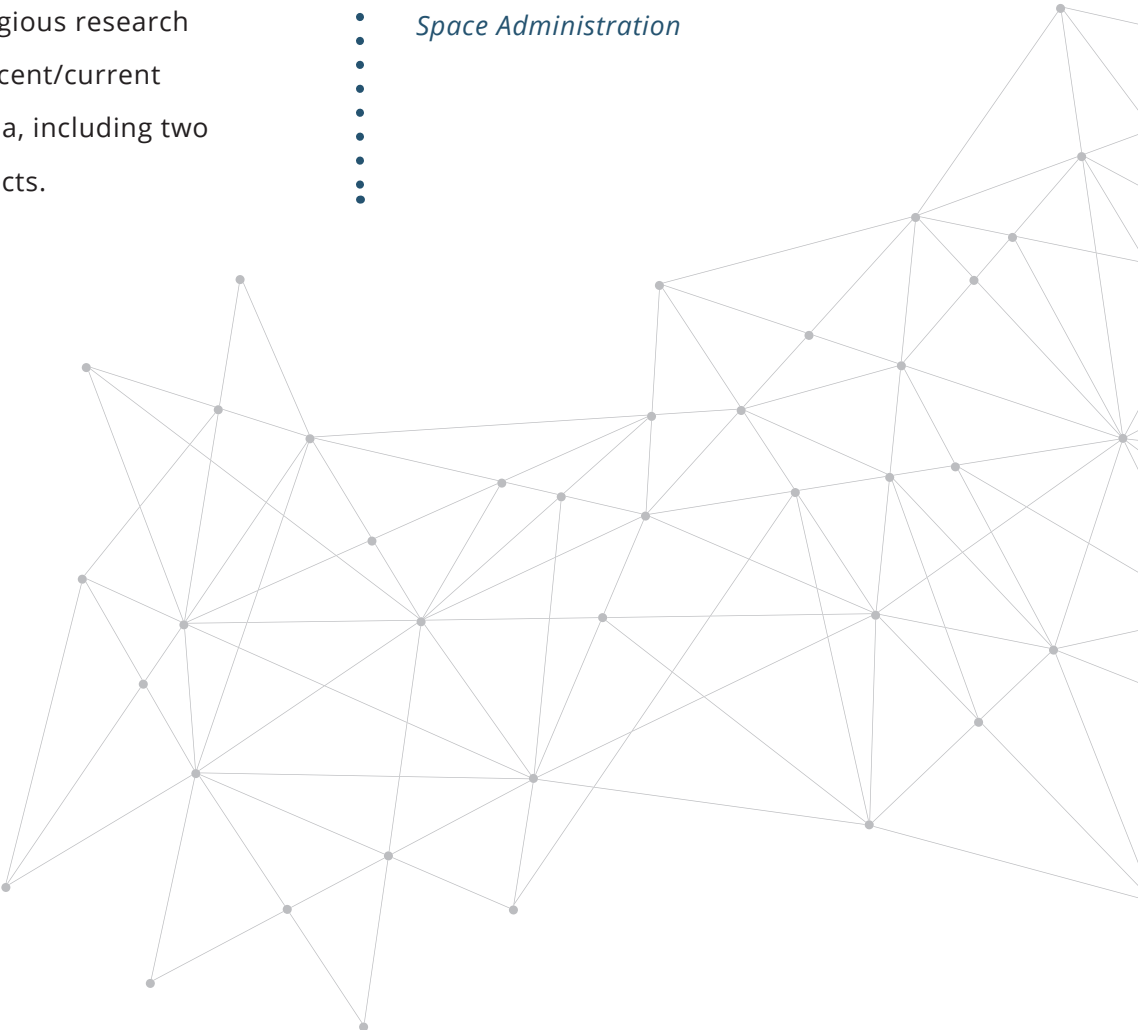 gious research
cent/current
a, including two
cts.
Space Administration